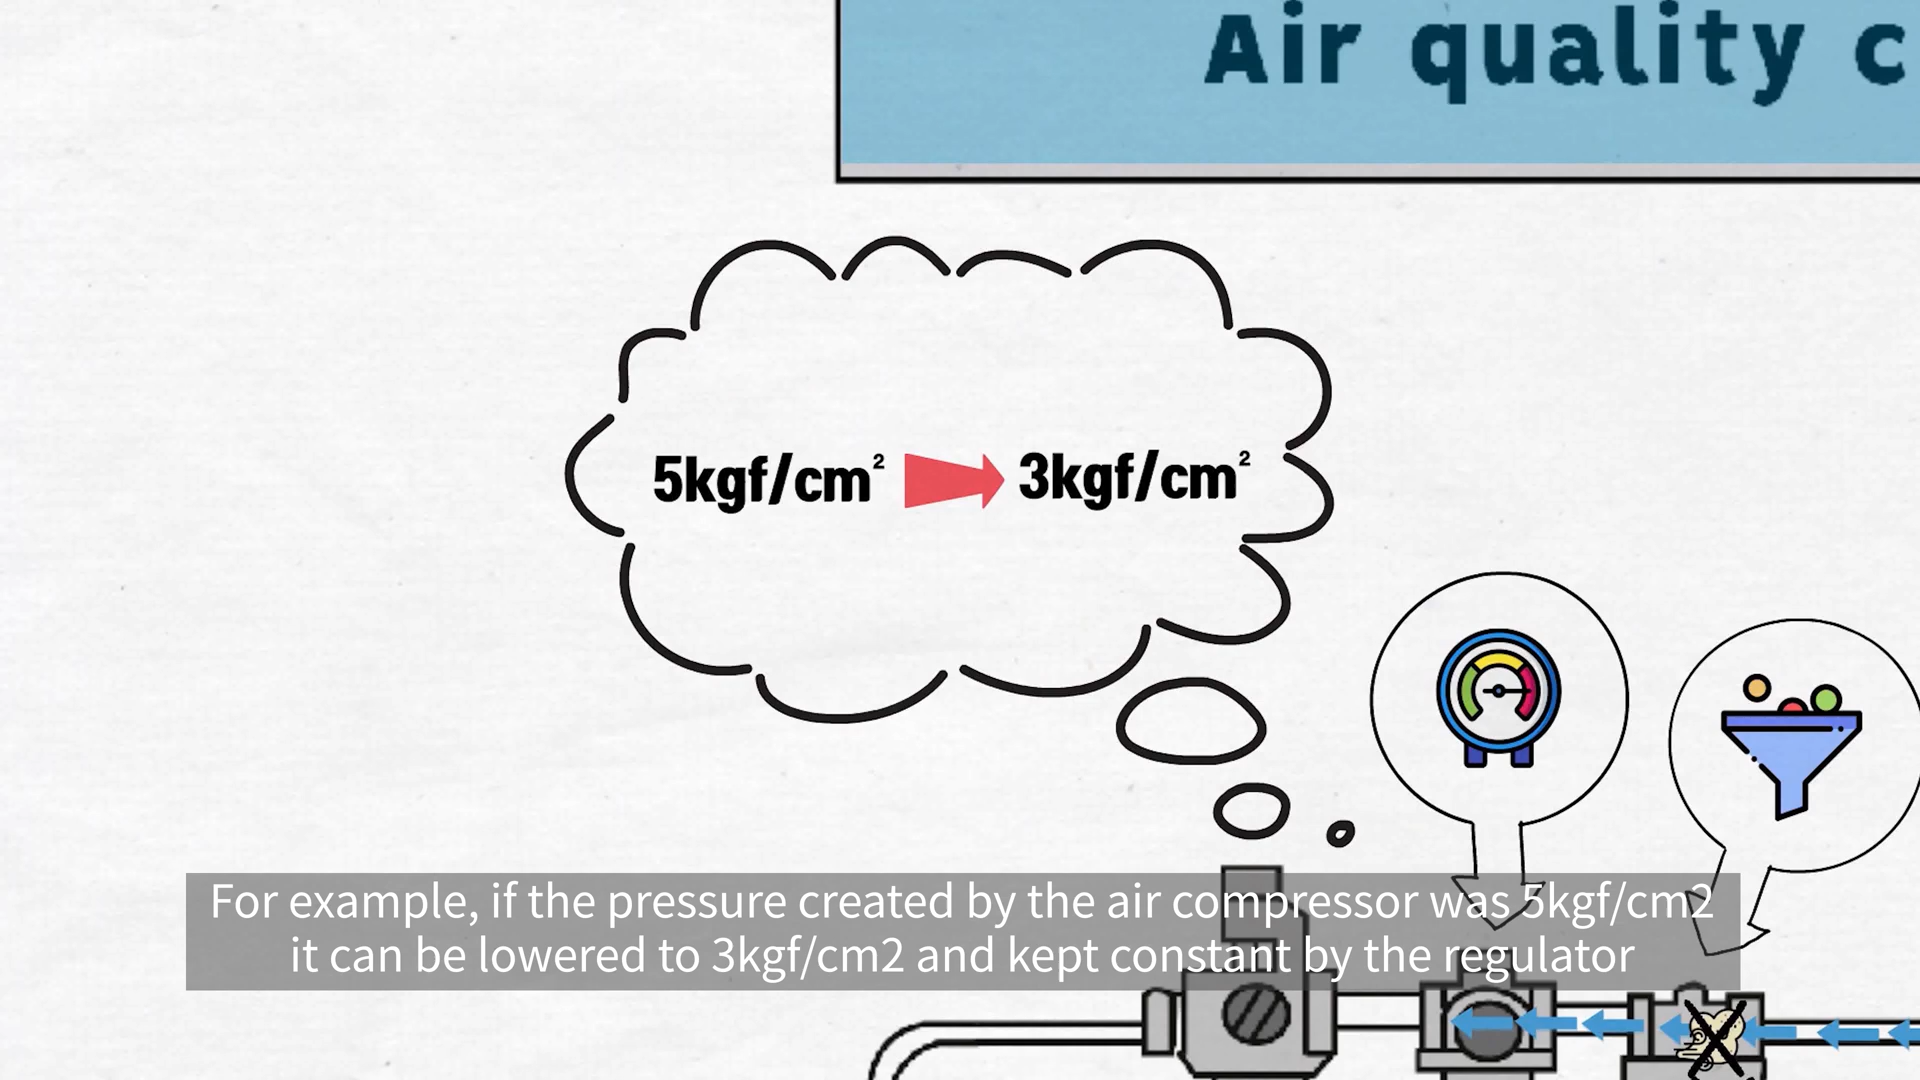 Air quality c
5kgf/cm² 3kgf/cm²
For example, if the pressure created by the air compressor was 5kgf/cm2
it can be lowered to 3kgf/cm2 and kept constant by the regulator